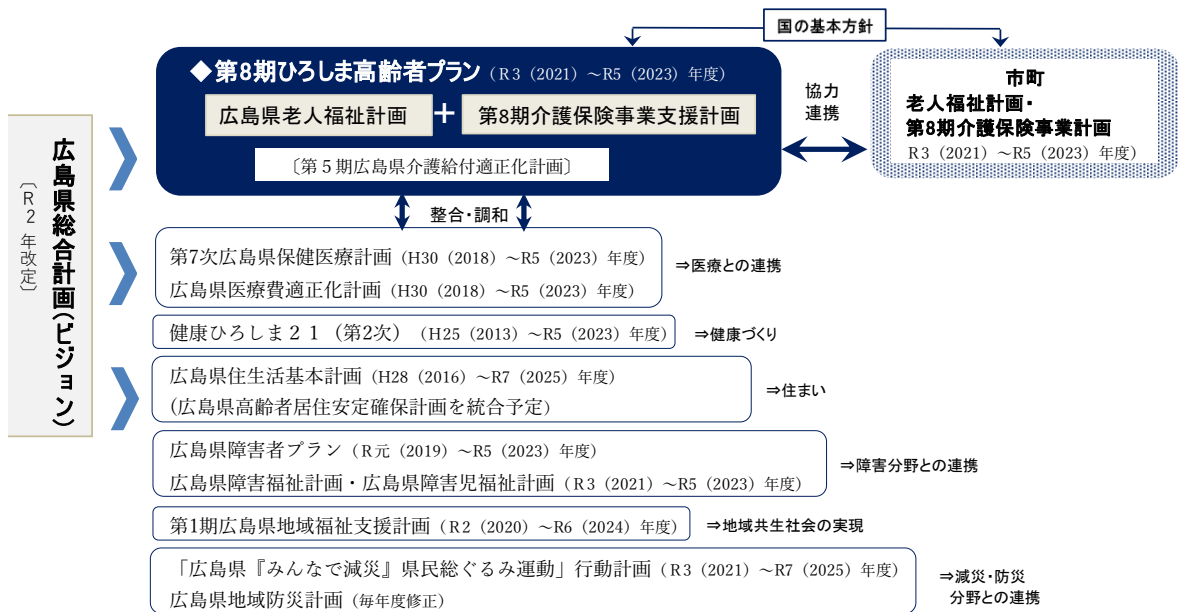 国の基本方針
◆第8期ひろしま高齢者プラン（R3（2021）～R5（2023）年度）
広島県老人福祉計画
＋
第8期介護保険事業支援計画
〔第５期広島県介護給付適正化計画〕
協力
連携
市町
老人福祉計画・
第8期介護保険事業計画
R3（2021）～R5（2023）年度）
広島県総合計画（ビジョン）
〔R２年改定〕
整合・調和
第7次広島県保健医療計画（H30（2018）～R5（2023）年度）
広島県医療費適正化計画（H30（2018）～R5（2023）年度）
⇒医療との連携
健康ひろしま２１（第2次）（H25（2013）～R5（2023）年度）
⇒健康づくり
広島県住生活基本計画（H28（2016）～R7（2025）年度）
(広島県高齢者居住安定確保計画を統合予定）
⇒住まい
広島県障害者プラン（R元（2019）～R5（2023）年度）
広島県障害福祉計画・広島県障害児福祉計画（R３（2021）～R5（2023）年度）
⇒障害分野との連携
第1期広島県地域福祉支援計画（R２（2020）～R6（2024）年度）
⇒地域共生社会の実現
「広島県『みんなで減災』県民総ぐるみ運動」行動計画（R３（2021）～R7（2025）年度）
広島県地域防災計画（毎年度修正）
⇒減災・防災
分野との連携